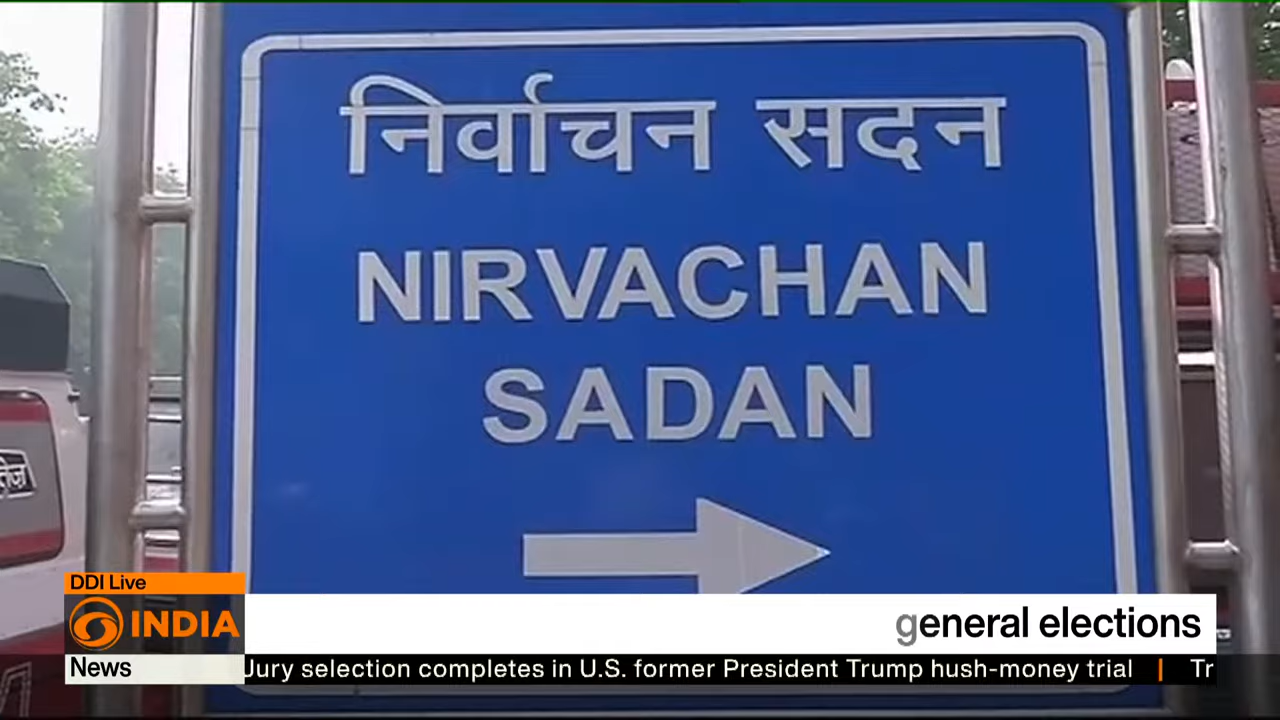 निर्वाचन सदन
NIRVACHAN
SADAN
DDI Live
INDIA
general elections
News
Jury selection completes in U.S. former President Trump hush-money trial | Tr